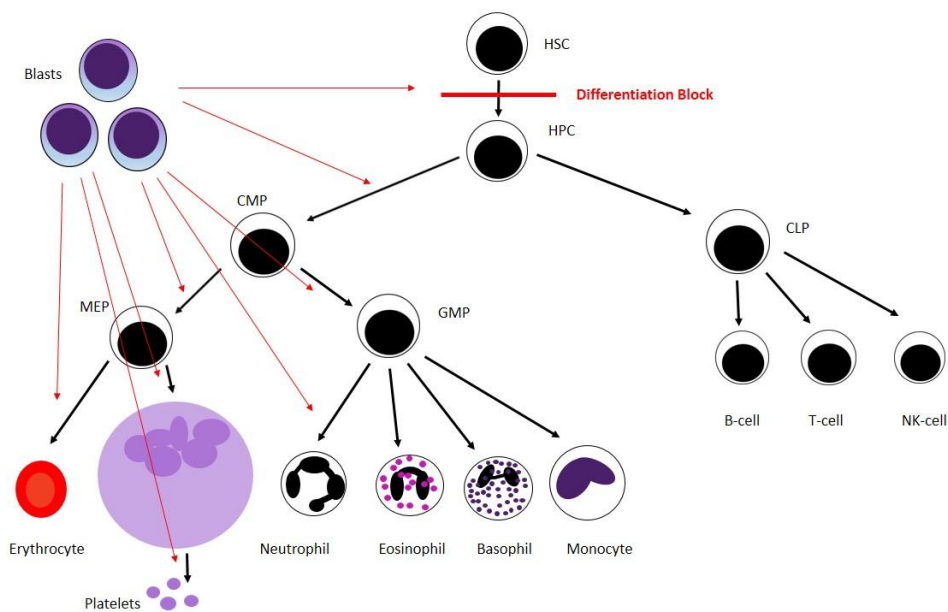 HSC
Blasts
Differentiation Block
HPC
CMP
CLP
MEP
GMP
B-cell
T-cell
NK-cell
Erythrocyte
Neutrophil
Eosinophil
Basophil
Monocyte
Platelets